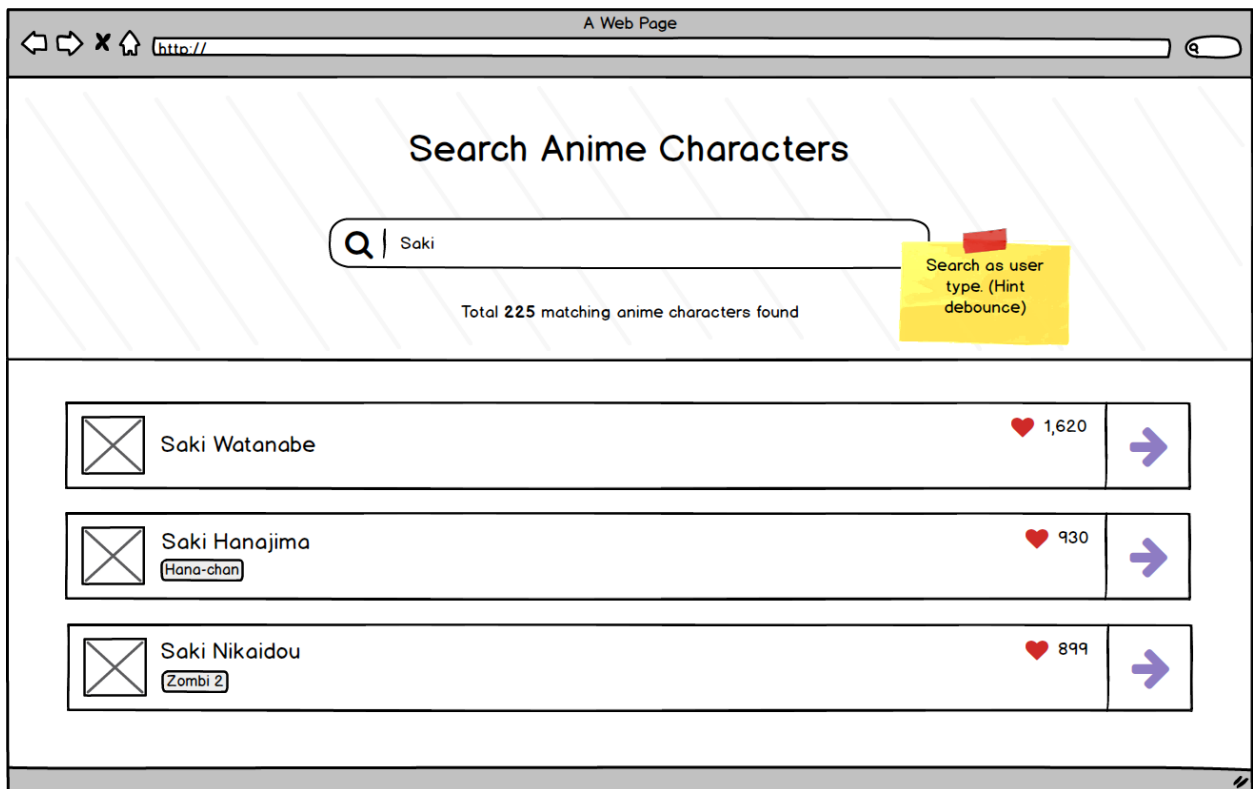 A Web Page
http://
Search Anime Characters
Saki
Search as user
type. (Hint
debounce)
Total 225 matching anime characters found
Saki Watanabe
1,620
Saki Hanajima
Hana-chan
930
Saki Nikaidou
Zombi 2
899